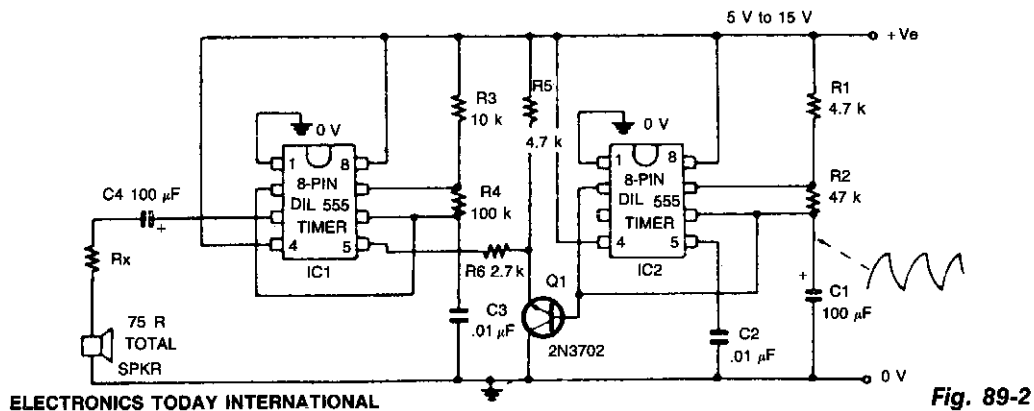 5 V to 15 V
+ Ve
R3
10 k
R5
4.7 k
R1
4.7 k
0 V
1
8
8-PIN
DIL 555
TIMER
4
5
IC1
C4 100 µF
+
R4
100 k
Rx
R6 2.7 k
C3
.01 µF
75 R
TOTAL
SPKR
0 V
1
8
8-PIN
DIL 555
TIMER
4
5
IC2
R2
47 k
Q1
2N3702
C2
.01 µF
+
C1
100 µF
0 V
ELECTRONICS TODAY INTERNATIONAL
Fig. 89-2